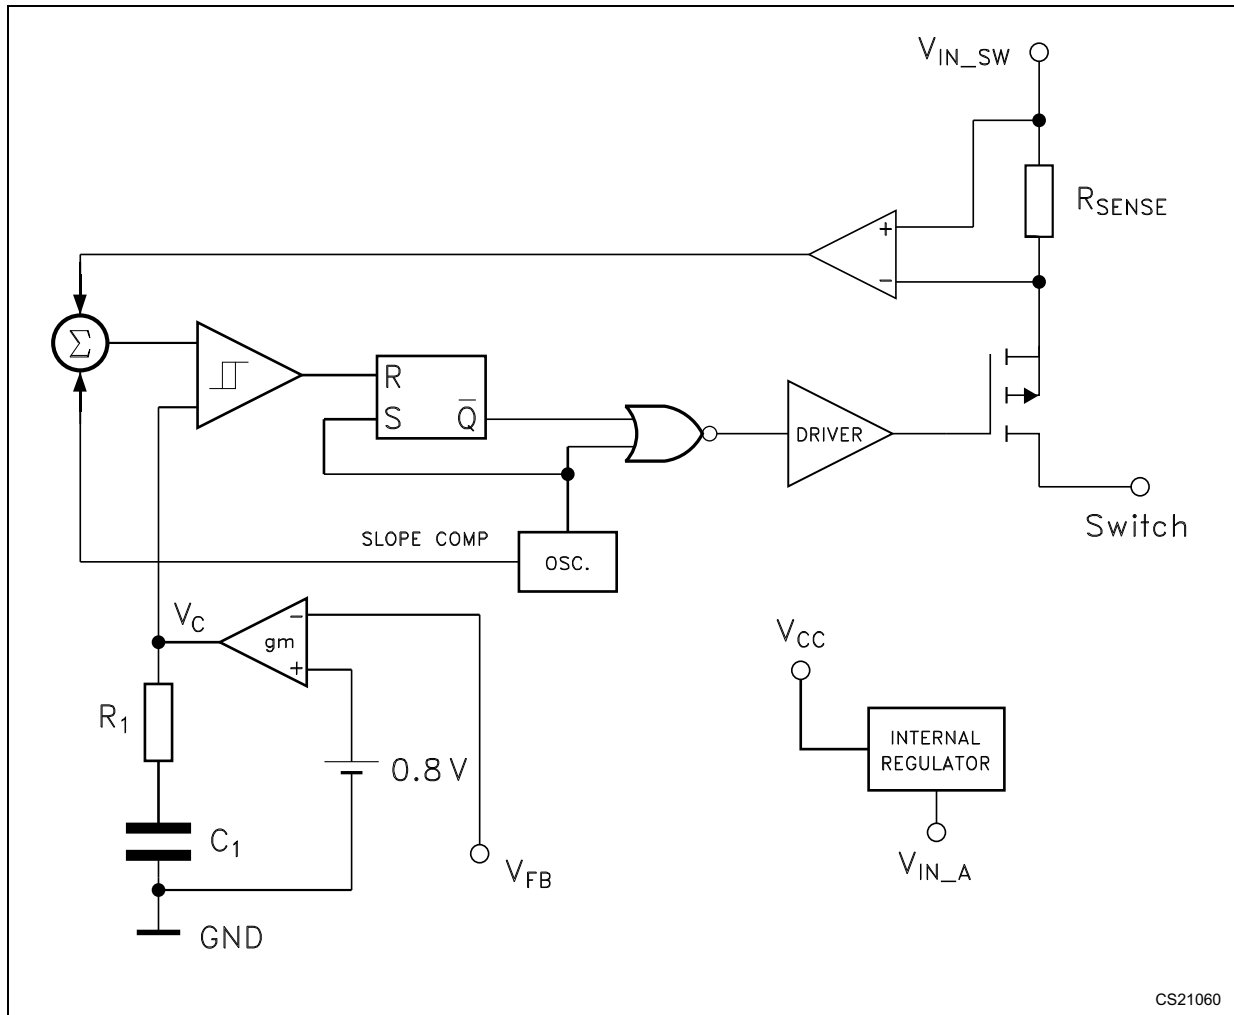 V_IN_SW
R_SENSE
+
−
Σ
R
S
Q̅
DRIVER
Switch
SLOPE COMP
OSC.
V_C
gm
−
+
V_CC
R_1
INTERNAL
REGULATOR
0.8 V
C_1
V_FB
V_IN_A
GND
CS21060